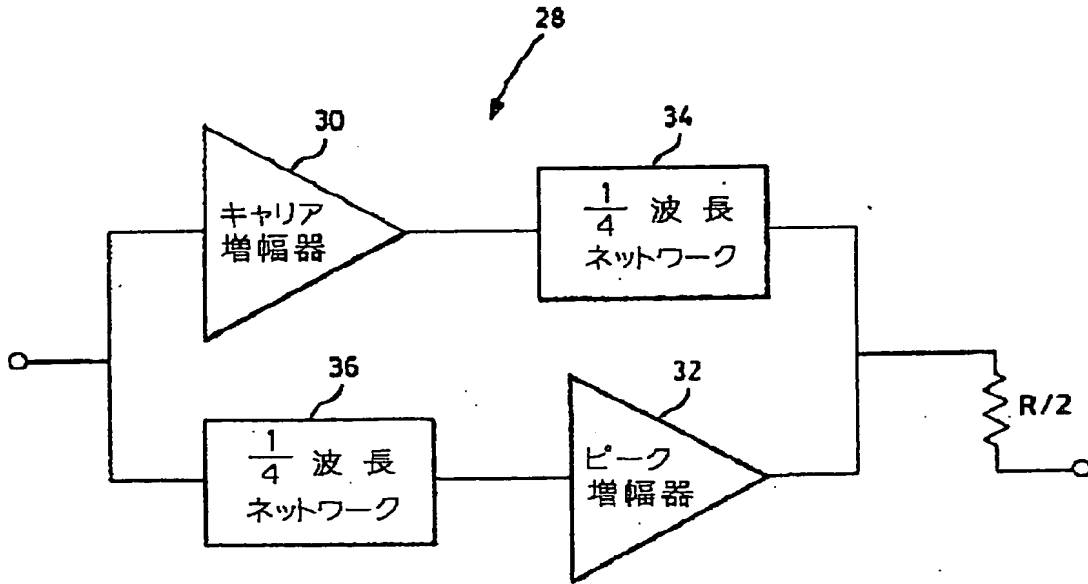 28
30
キャリア
増幅器
34
1/4 波長
ネットワーク
36
1/4 波長
ネットワーク
32
ピーク
増幅器
R/2